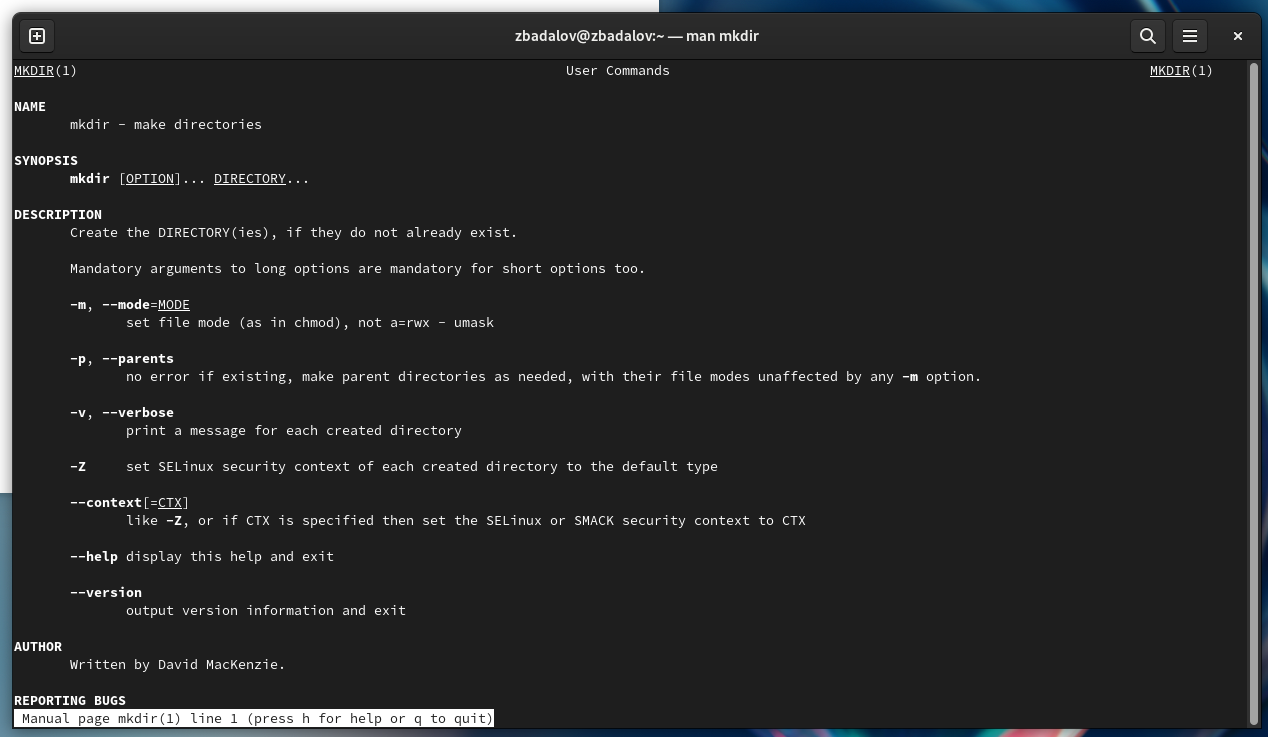 zbadalov@zbadalov:~ — man mkdir
MKDIR(1) User Commands MKDIR(1)
NAME
mkdir - make directories
SYNOPSIS
mkdir [OPTION]... DIRECTORY...
DESCRIPTION
Create the DIRECTORY(ies), if they do not already exist.
Mandatory arguments to long options are mandatory for short options too.
-m, --mode=MODE
set file mode (as in chmod), not a=rwx - umask
-p, --parents
no error if existing, make parent directories as needed, with their file modes unaffected by any -m option.
-v, --verbose
print a message for each created directory
-Z set SELinux security context of each created directory to the default type
--context[=CTX]
like -Z, or if CTX is specified then set the SELinux or SMACK security context to CTX
--help display this help and exit
--version
output version information and exit
AUTHOR
Written by David MacKenzie.
REPORTING BUGS
Manual page mkdir(1) line 1 (press h for help or q to quit)